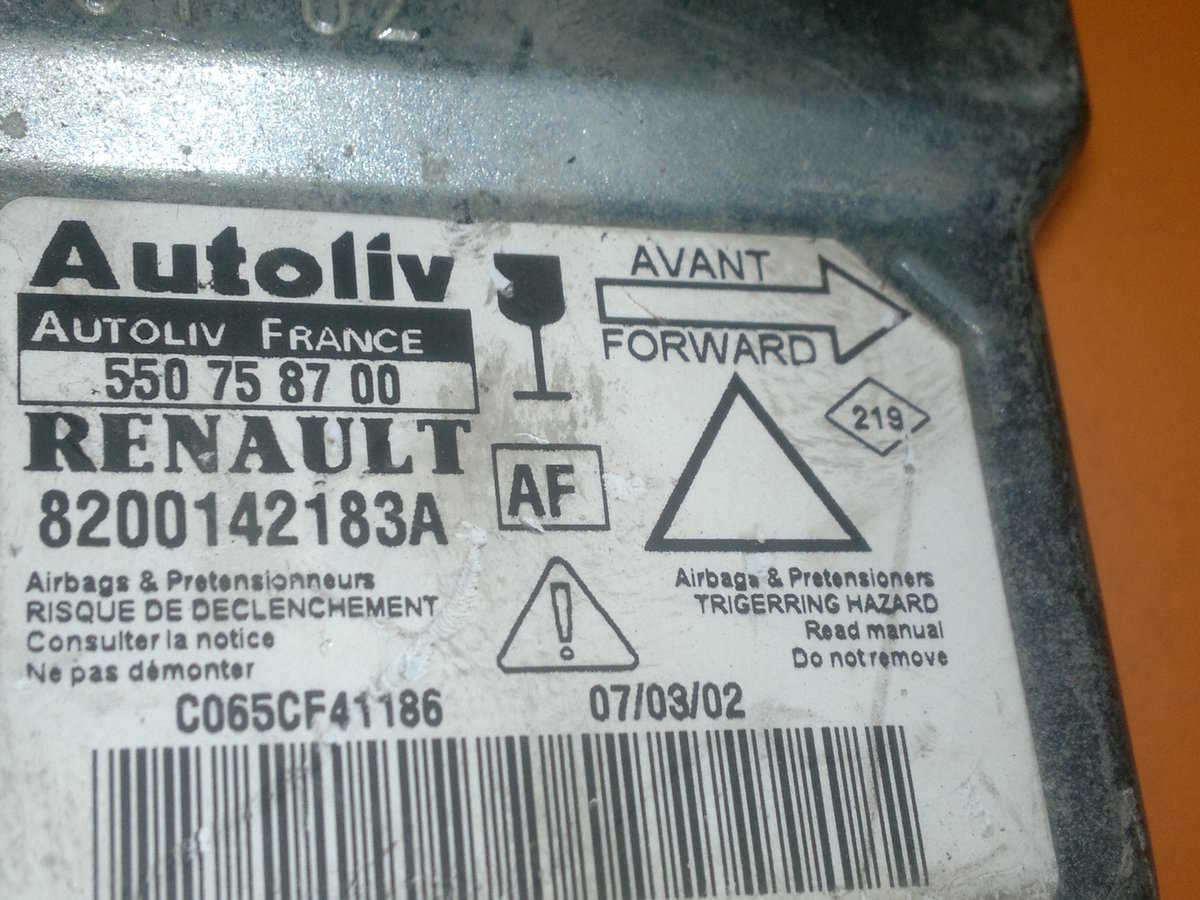 02
Autoliv
AUTOLIV FRANCE
550 75 87 00
RENAULT
8200142183A
AVANT
FORWARD
219
AF
Airbags & Pretensionneurs
RISQUE DE DECLENCHEMENT
Consulter la notice
Ne pas démonter
Airbags & Pretensioners
TRIGERRING HAZARD
Read manual
Do not remove
C065CF41186
07/03/02